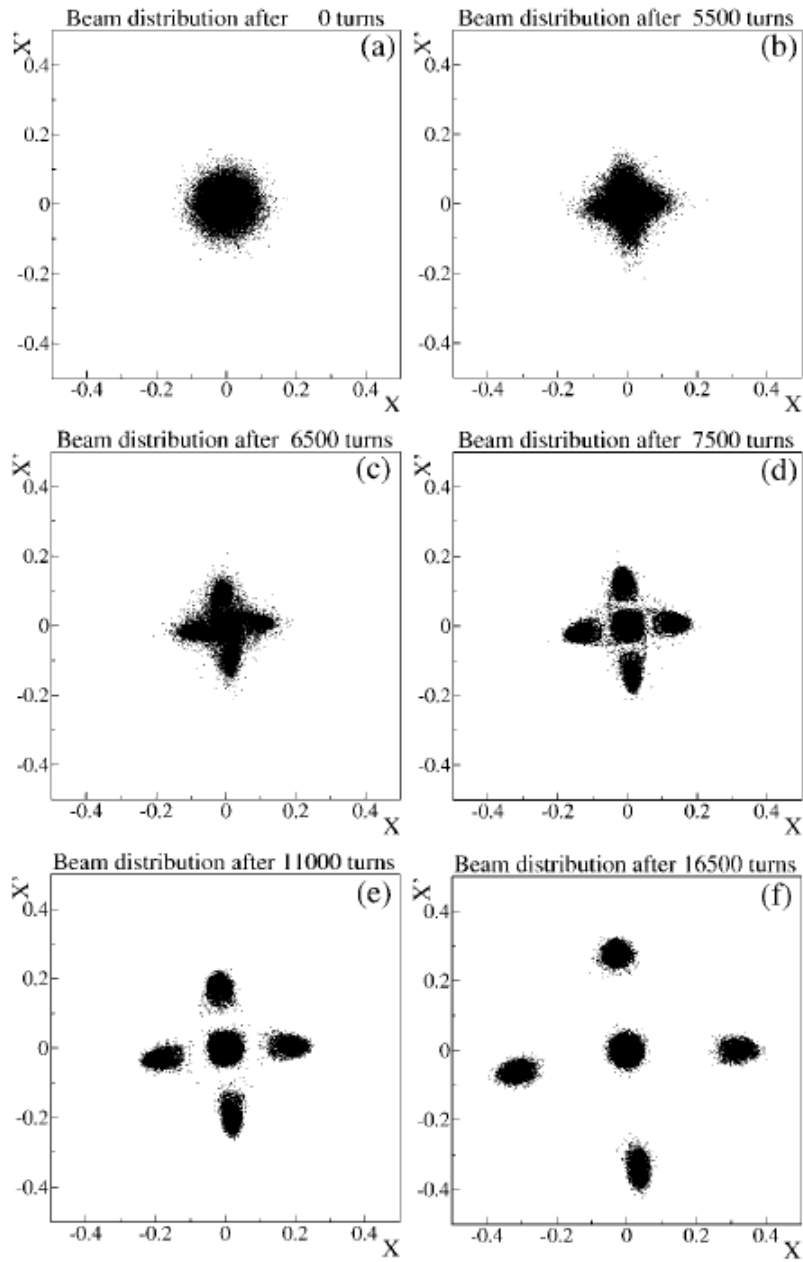 Beam distribution after 0 turns
X'
(a)
0.4
0.2
0
-0.2
-0.4
-0.4 -0.2 0 0.2 0.4
X
Beam distribution after 5500 turns
X'
(b)
0.4
0.2
0
-0.2
-0.4
-0.4 -0.2 0 0.2 0.4
X
Beam distribution after 6500 turns
X'
(c)
0.4
0.2
0
-0.2
-0.4
-0.4 -0.2 0 0.2 0.4
X
Beam distribution after 7500 turns
X'
(d)
0.4
0.2
0
-0.2
-0.4
-0.4 -0.2 0 0.2 0.4
X
Beam distribution after 11000 turns
X'
(e)
0.4
0.2
0
-0.2
-0.4
-0.4 -0.2 0 0.2 0.4
X
Beam distribution after 16500 turns
X'
(f)
0.4
0.2
0
-0.2
-0.4
-0.4 -0.2 0 0.2 0.4
X